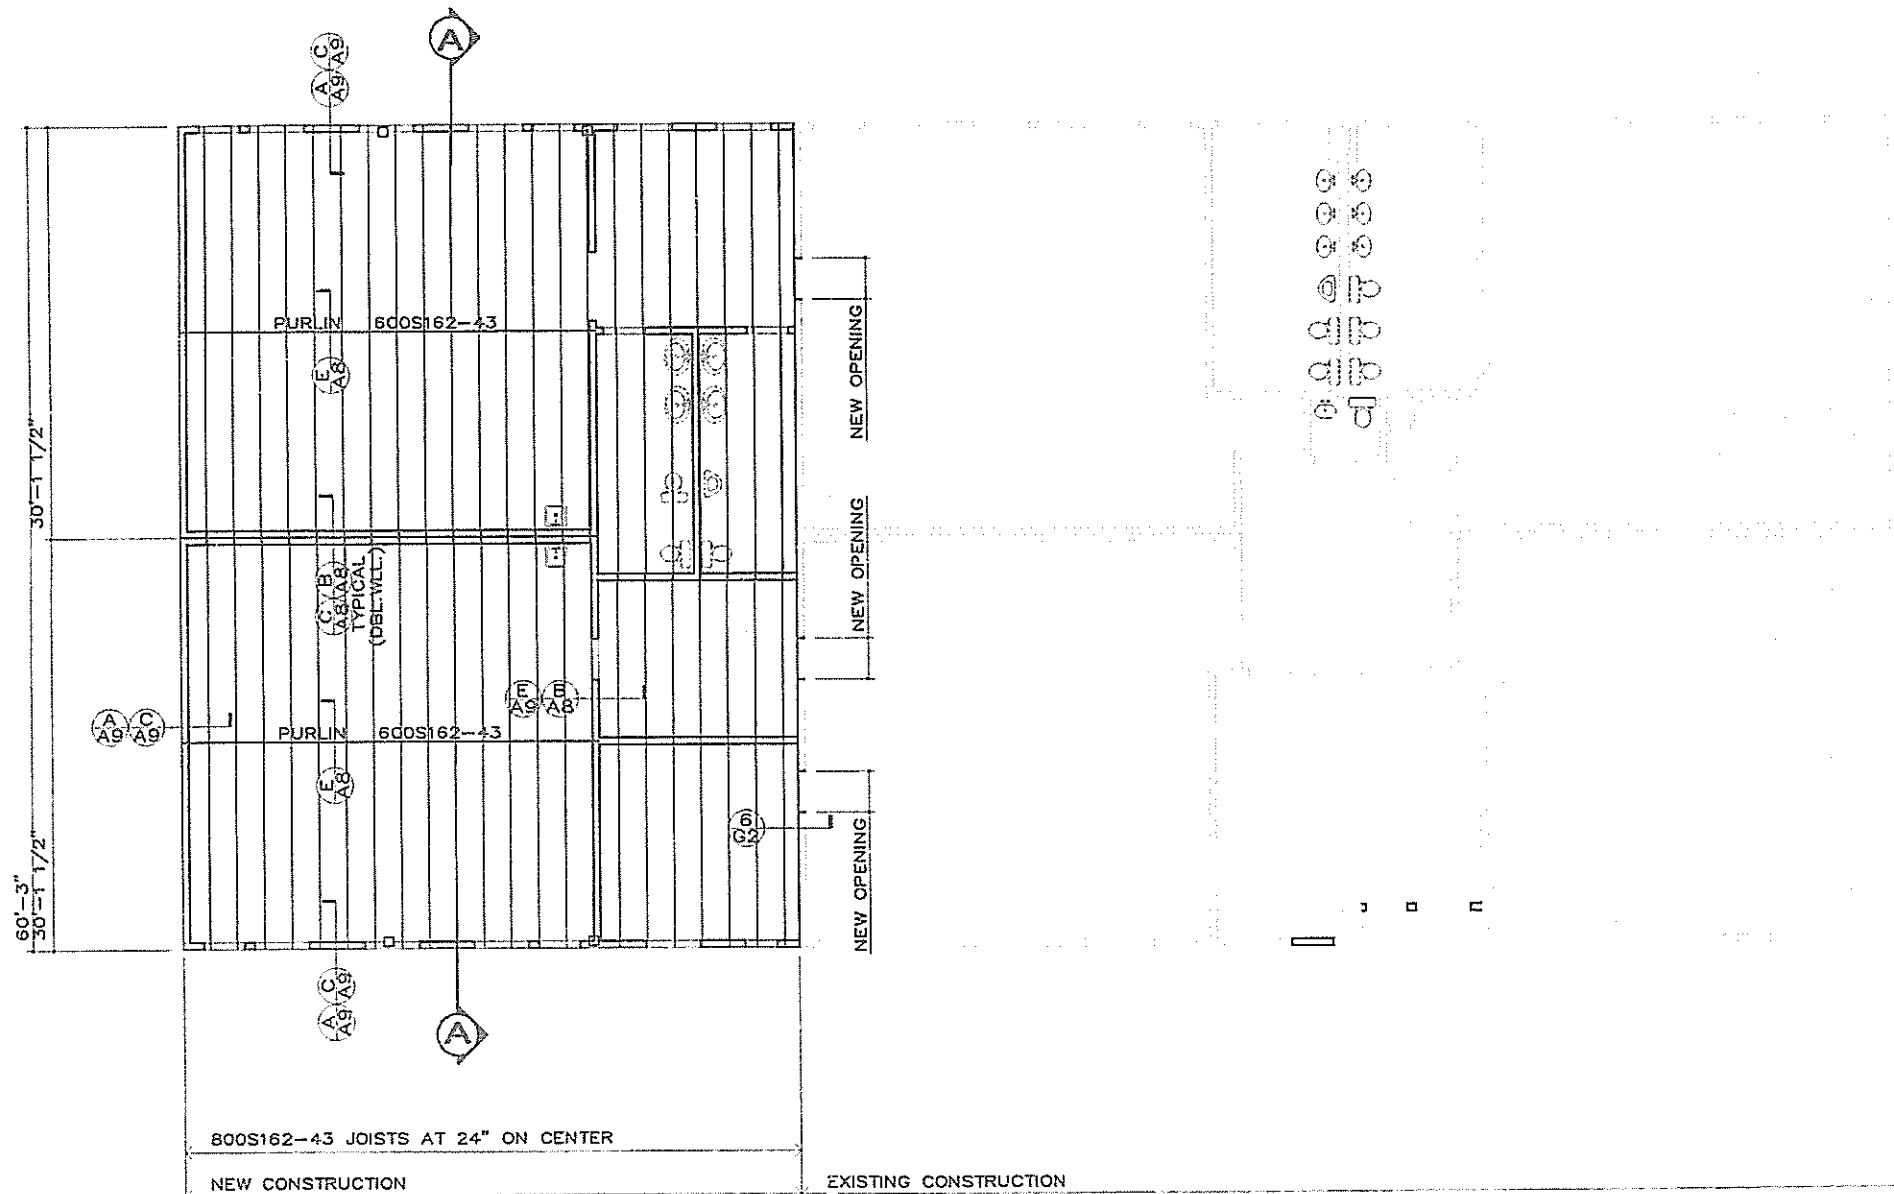 C A9
A A9
A
PURLIN 600S162-43
E A8
NEW OPENING
30'-1 1/2"
NEW OPENING
B A8
C A8
TYPICAL
(DBL.WLL.)
E A9
B A8
A A9
C A9
PURLIN 600S162-43
E A8
6 G2
NEW OPENING
60'-3"
30'-1 1/2"
C A9
A A9
A
800S162-43 JOISTS AT 24" ON CENTER
NEW CONSTRUCTION
EXISTING CONSTRUCTION